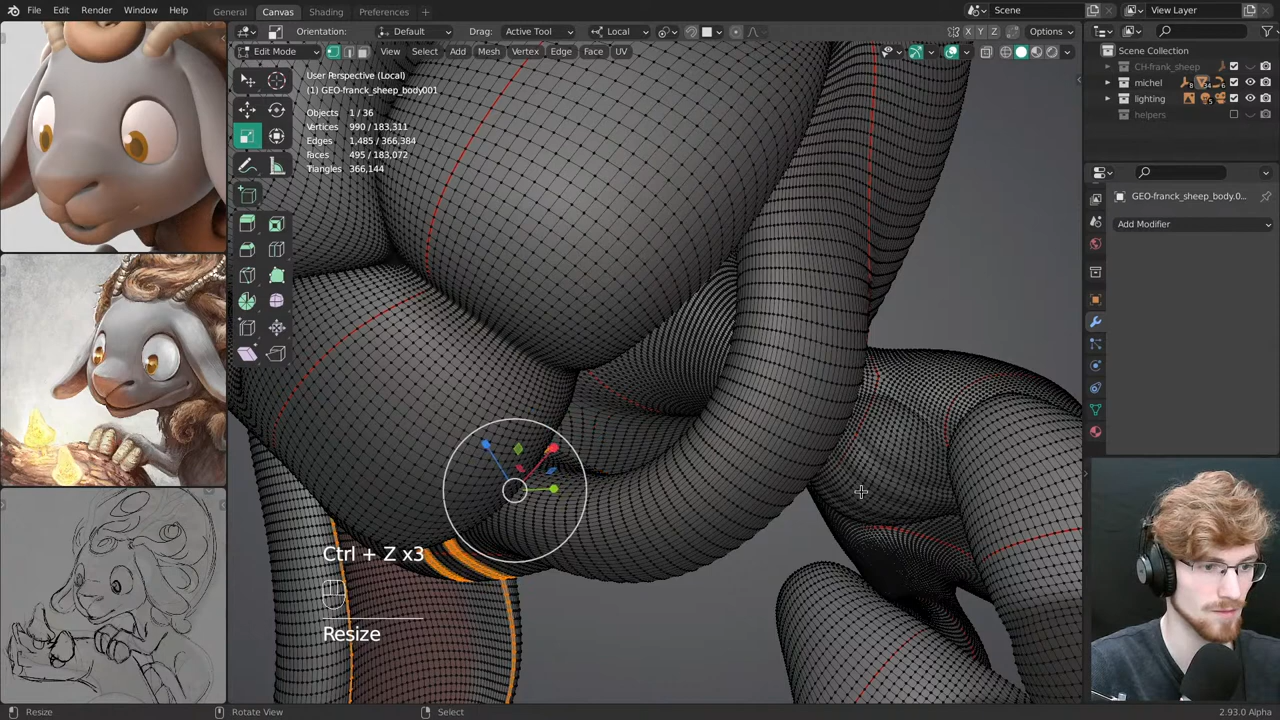 File Edit Render Window Help
General Canvas Shading Preferences +
Scene
View Layer
Orientation: Default Drag: Active Tool Local X Y Z Options
Edit Mode View Select Add Mesh Vertex Edge Face UV
User Perspective (Local)
(1) GEO-franck_sheep_body001
Objects 1 / 36
Vertices 990 / 183,311
Edges 1,485 / 366,384
Faces 495 / 183,072
Triangles 366,144
Scene Collection
CH-frank_sheep
michel 8 34 6
lighting 5
helpers
GEO-franck_sheep_body.0...
Add Modifier
Ctrl + Z x3
Resize
Resize Rotate View Select 2.93.0 Alpha